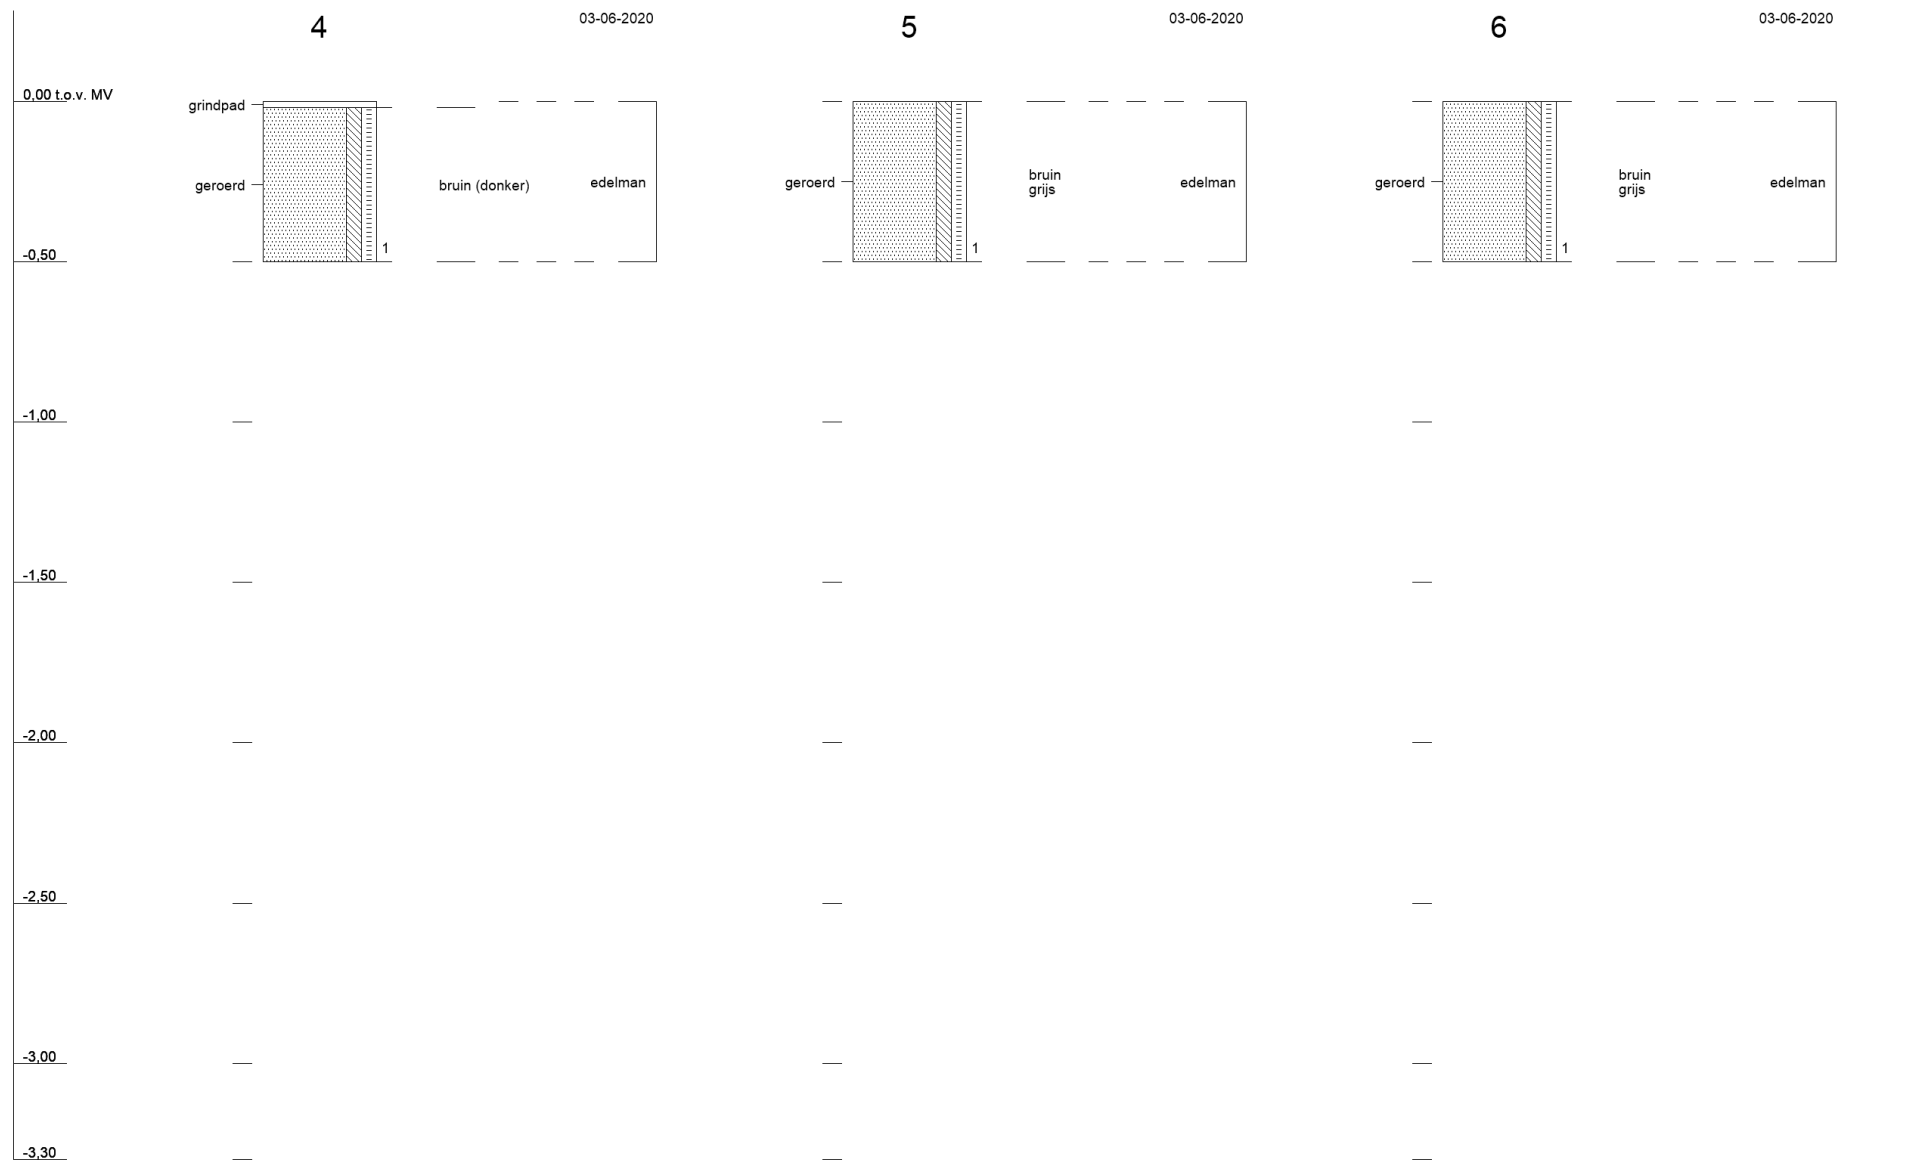 4
03-06-2020
5
03-06-2020
6
03-06-2020
0,00 t.o.v. MV
grindpad
geroerd
bruin (donker)
edelman
1
geroerd
bruin
grijs
edelman
1
geroerd
bruin
grijs
edelman
1
-0,50
-1,00
-1,50
-2,00
-2,50
-3,00
-3,30